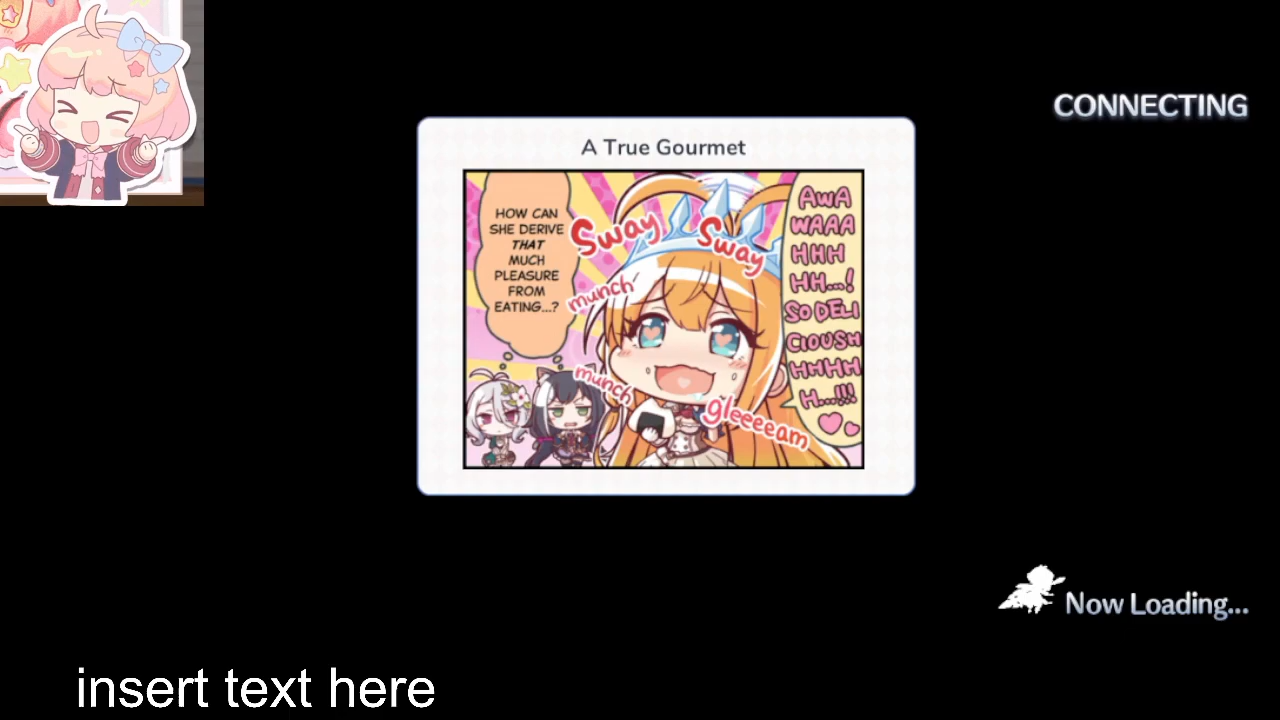 CONNECTING
A True Gourmet
HOW CAN
SHE DERIVE
THAT
MUCH
PLEASURE
FROM
EATING...?
Sway
Sway
munch
munch
gleeeeam
AWA
WAAA
HHH
HH...!
SO DELI
CIOUSH
HHHH
H...!!!
Now Loading...
insert text here